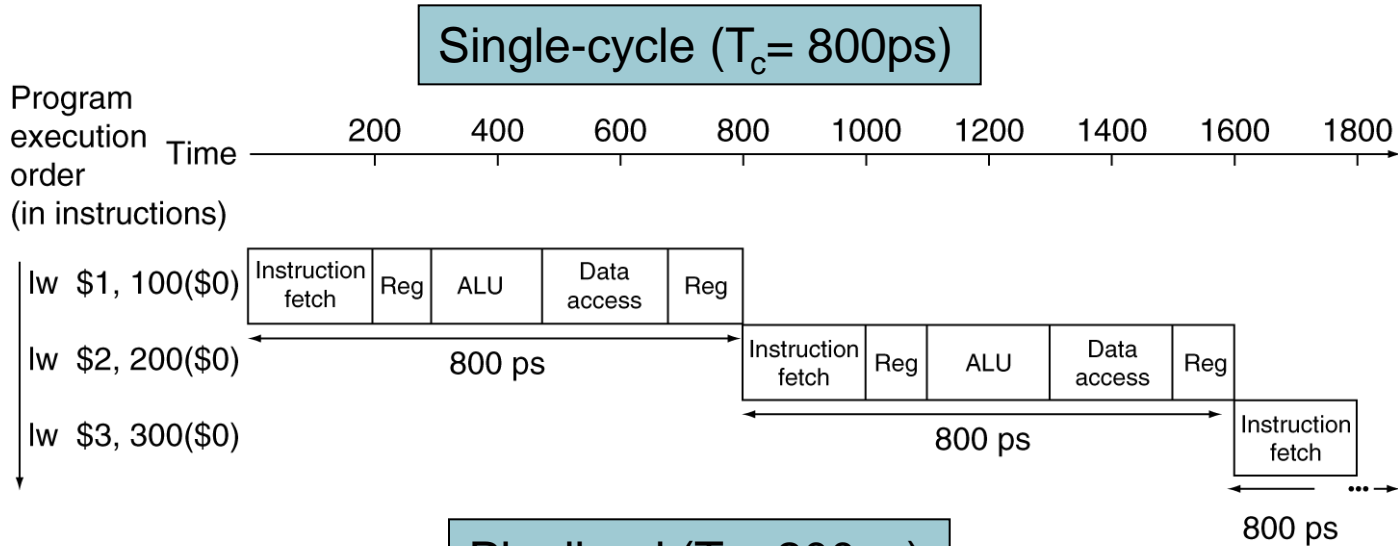 Single-cycle (Tc= 800ps)
Program
execution
order
(in instructions)
Time
200 400 600 800 1000 1200 1400 1600 1800
lw $1, 100($0)
Instruction
fetch
Reg
ALU
Data
access
Reg
800 ps
lw $2, 200($0)
Instruction
fetch
Reg
ALU
Data
access
Reg
800 ps
lw $3, 300($0)
Instruction
fetch
...
800 ps